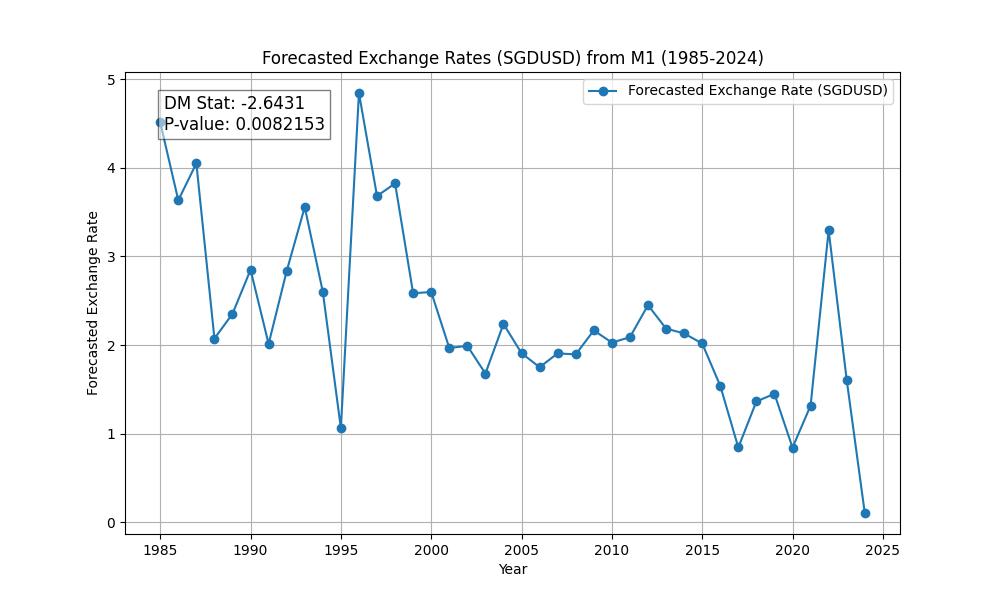 Forecasted Exchange Rates (SGDUSD) from M1 (1985-2024)
DM Stat: -2.6431
P-value: 0.0082153
Forecasted Exchange Rate (SGDUSD)
Forecasted Exchange Rate
5
4
3
2
1
0
1985 1990 1995 2000 2005 2010 2015 2020 2025
Year